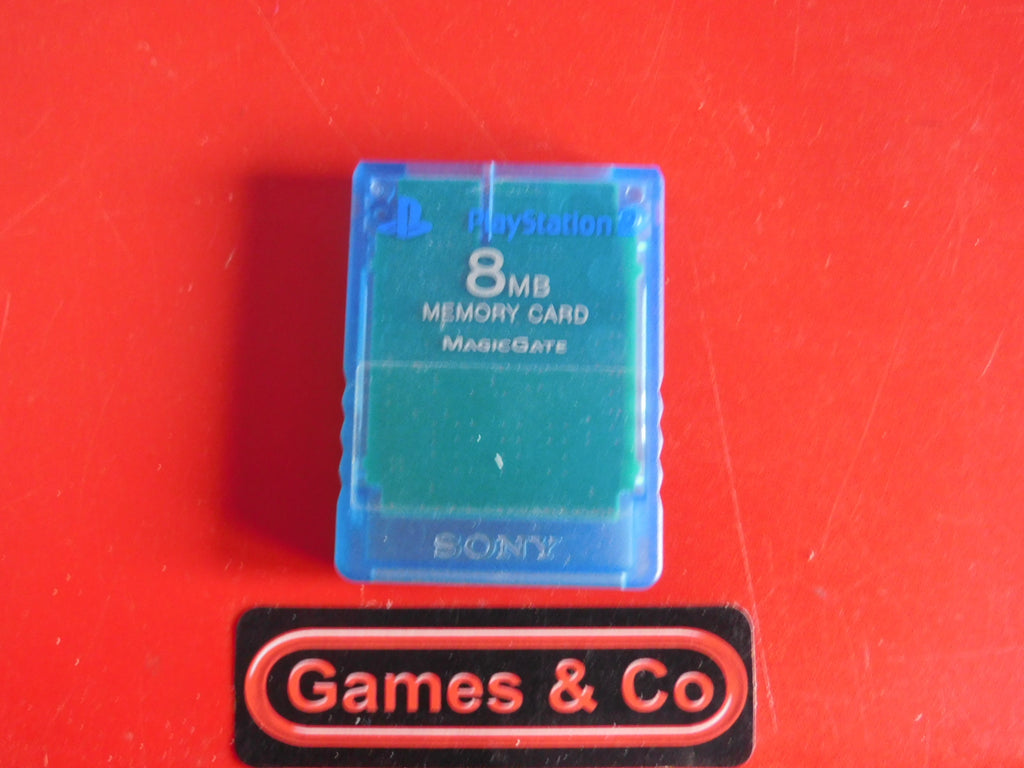 PlayStation 2
8MB
MEMORY CARD
MAGICGATE
SONY
Games & Co